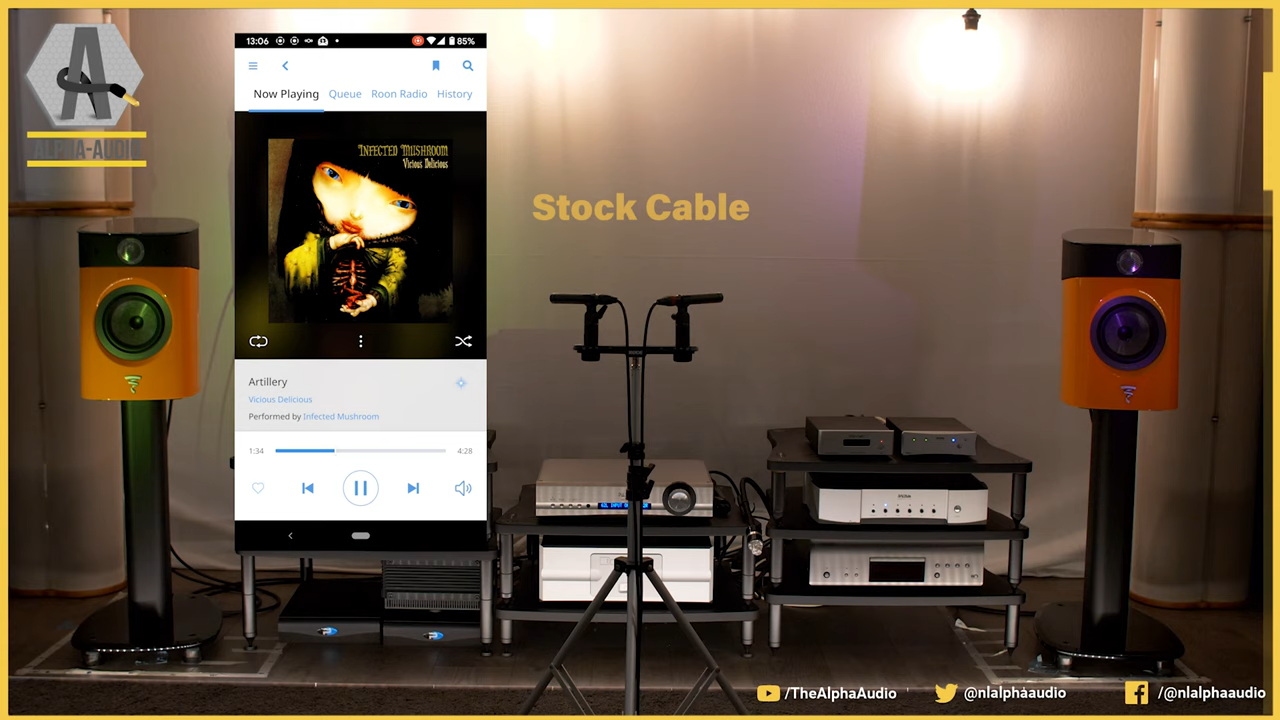 ALPHA-AUDIO
13:06
85%
Now Playing Queue Roon Radio History
INFECTED MUSHROOM
Vicious Delicious
Artillery
Vicious Delicious
Performed by Infected Mushroom
1:34
4:28
Stock Cable
/TheAlphaAudio
@nlalphaaudio
/@nlalphaaudio